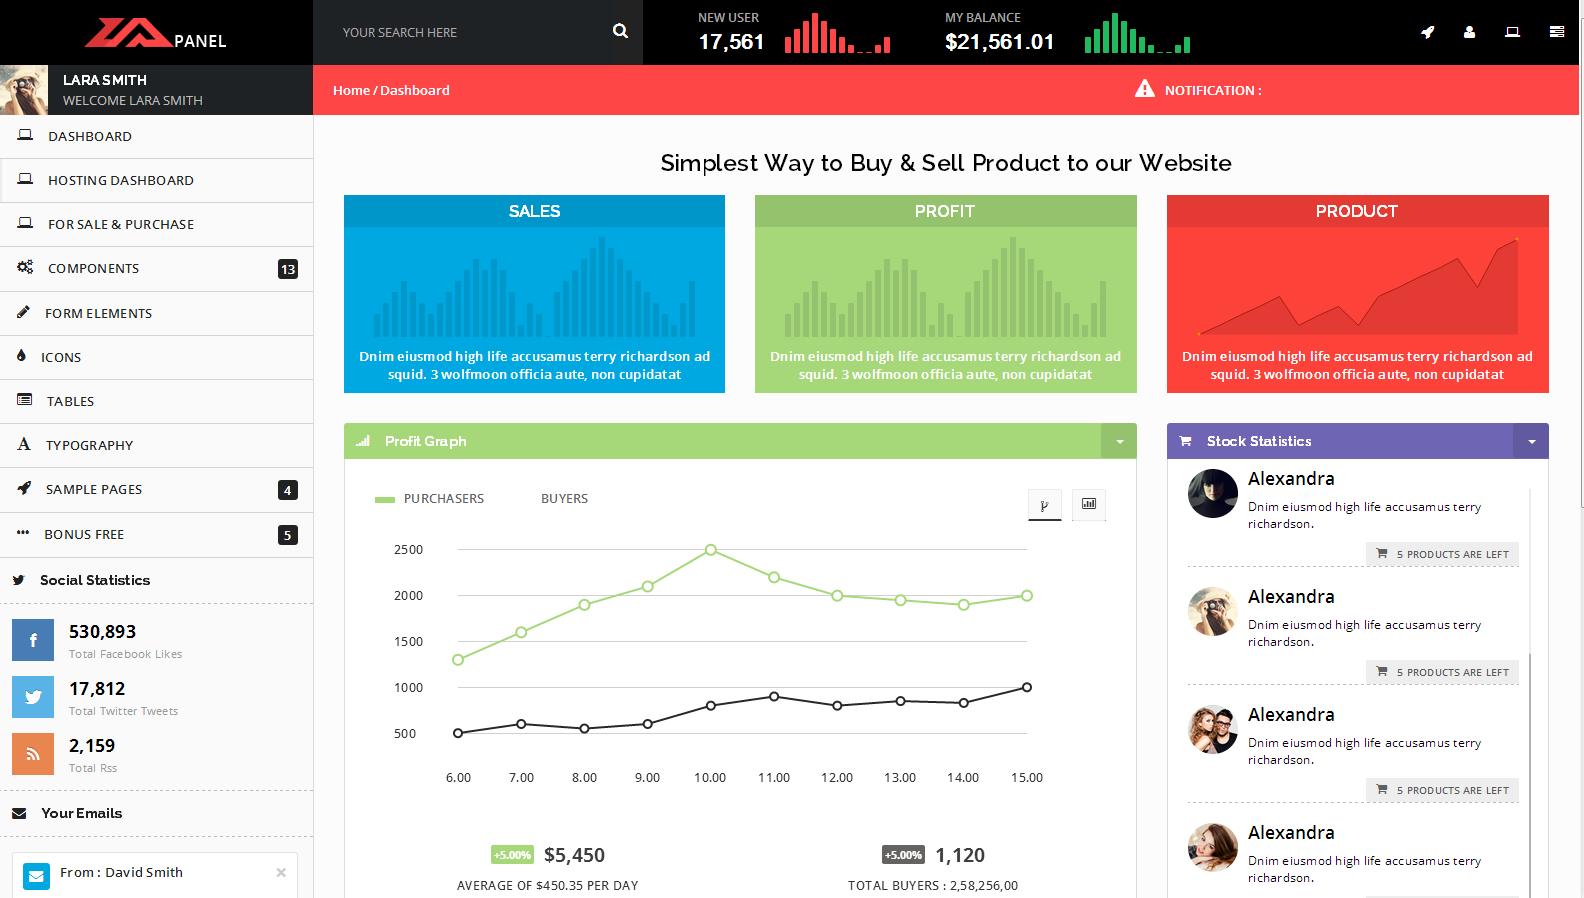 PANEL
YOUR SEARCH HERE
NEW USER
17,561
MY BALANCE
$21,561.01
LARA SMITH
WELCOME LARA SMITH
Home / Dashboard
NOTIFICATION :
DASHBOARD
HOSTING DASHBOARD
FOR SALE & PURCHASE
COMPONENTS 13
FORM ELEMENTS
ICONS
TABLES
TYPOGRAPHY
SAMPLE PAGES 4
BONUS FREE 5
Social Statistics
530,893
Total Facebook Likes
17,812
Total Twitter Tweets
2,159
Total Rss
Your Emails
From : David Smith
Simplest Way to Buy & Sell Product to our Website
SALES
Dnim eiusmod high life accusamus terry richardson ad
squid. 3 wolfmoon officia aute, non cupidatat
PROFIT
Dnim eiusmod high life accusamus terry richardson ad
squid. 3 wolfmoon officia aute, non cupidatat
PRODUCT
Dnim eiusmod high life accusamus terry richardson ad
squid. 3 wolfmoon officia aute, non cupidatat
Profit Graph
PURCHASERS BUYERS
2500
2000
1500
1000
500
6.00 7.00 8.00 9.00 10.00 11.00 12.00 13.00 14.00 15.00
+5.00% $5,450
AVERAGE OF $450.35 PER DAY
+5.00% 1,120
TOTAL BUYERS : 2,58,256,00
Stock Statistics
Alexandra
Dnim eiusmod high life accusamus terry
richardson.
5 PRODUCTS ARE LEFT
Alexandra
Dnim eiusmod high life accusamus terry
richardson.
5 PRODUCTS ARE LEFT
Alexandra
Dnim eiusmod high life accusamus terry
richardson.
5 PRODUCTS ARE LEFT
Alexandra
Dnim eiusmod high life accusamus terry
richardson.